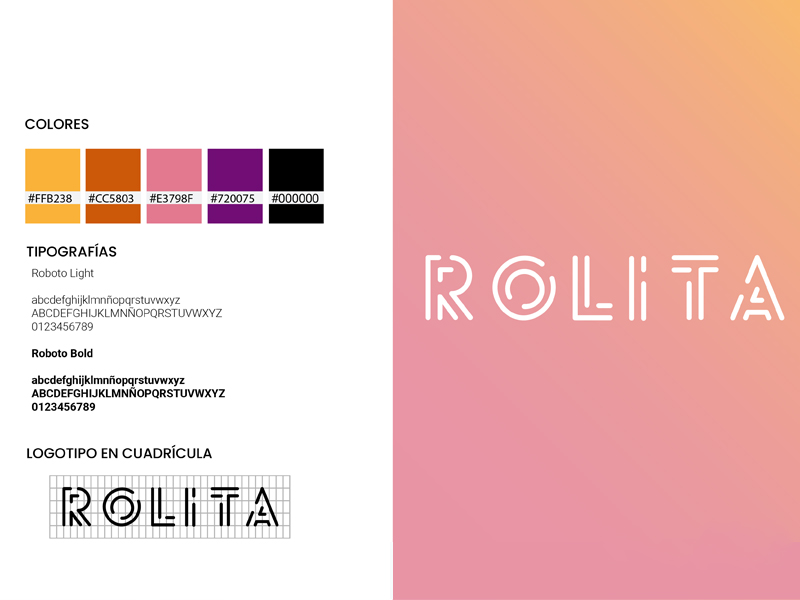 COLORES
#FFB238 #CC5803 #E3798F #720075 #000000
TIPOGRAFÍAS
Roboto Light
abcdefghijklmnñopqrstuvwxyz
ABCDEFGHIJKLMNÑOPQRSTUVWXYZ
0123456789
Roboto Bold
abcdefghijklmnñopqrstuvwxyz
ABCDEFGHIJKLMNÑOPQRSTUVWXYZ
0123456789
LOGOTIPO EN CUADRÍCULA
ROLITA
ROLITA